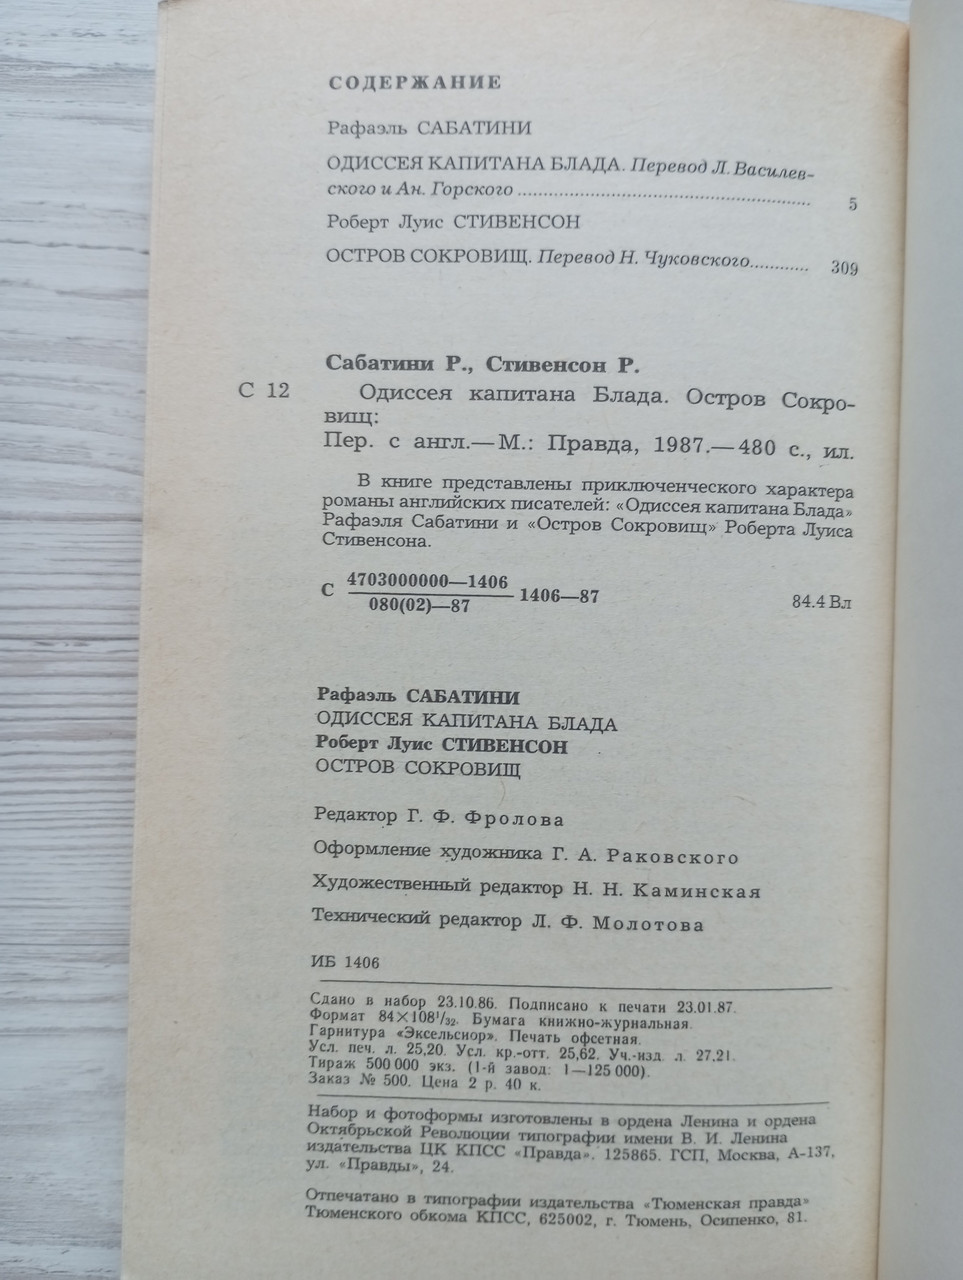 СОДЕРЖАНИЕ
Рафаэль САБАТИНИ
ОДИССЕЯ КАПИТАНА БЛАДА. Перевод Л. Василев-
ского и Ан. Горского ........................................................ 5
Роберт Луис СТИВЕНСОН
ОСТРОВ СОКРОВИЩ. Перевод Н. Чуковского............ 309
Сабатини Р., Стивенсон Р.
С 12 Одиссея капитана Блада. Остров Сокро-
вищ:
Пер. с англ.—М.: Правда, 1987.—480 с., ил.
В книге представлены приключенческого характера
романы английских писателей: «Одиссея капитана Блада»
Рафаэля Сабатини и «Остров Сокровищ» Роберта Луиса
Стивенсона.
С 4703000000—1406
080(02)—87 1406—87 84.4 Вл
Рафаэль САБАТИНИ
ОДИССЕЯ КАПИТАНА БЛАДА
Роберт Луис СТИВЕНСОН
ОСТРОВ СОКРОВИЩ
Редактор Г. Ф. Фролова
Оформление художника Г. А. Раковского
Художественный редактор Н. Н. Каминская
Технический редактор Л. Ф. Молотова
ИБ 1406
Сдано в набор 23.10.86. Подписано к печати 23.01.87.
Формат 84×108¹/₃₂. Бумага книжно-журнальная.
Гарнитура «Эксельсиор». Печать офсетная.
Усл. печ. л. 25,20. Усл. кр.-отт. 25,62. Уч.-изд. л. 27,21.
Тираж 500 000 экз. (1-й завод: 1—125 000).
Заказ № 500. Цена 2 р. 40 к.
Набор и фотоформы изготовлены в ордена Ленина и ордена
Октябрьской Революции типографии имени В. И. Ленина
издательства ЦК КПСС «Правда». 125865. ГСП, Москва, А-137,
ул. «Правды», 24.
Отпечатано в типографии издательства «Тюменская правда»
Тюменского обкома КПСС, 625002, г. Тюмень, Осипенко, 81.